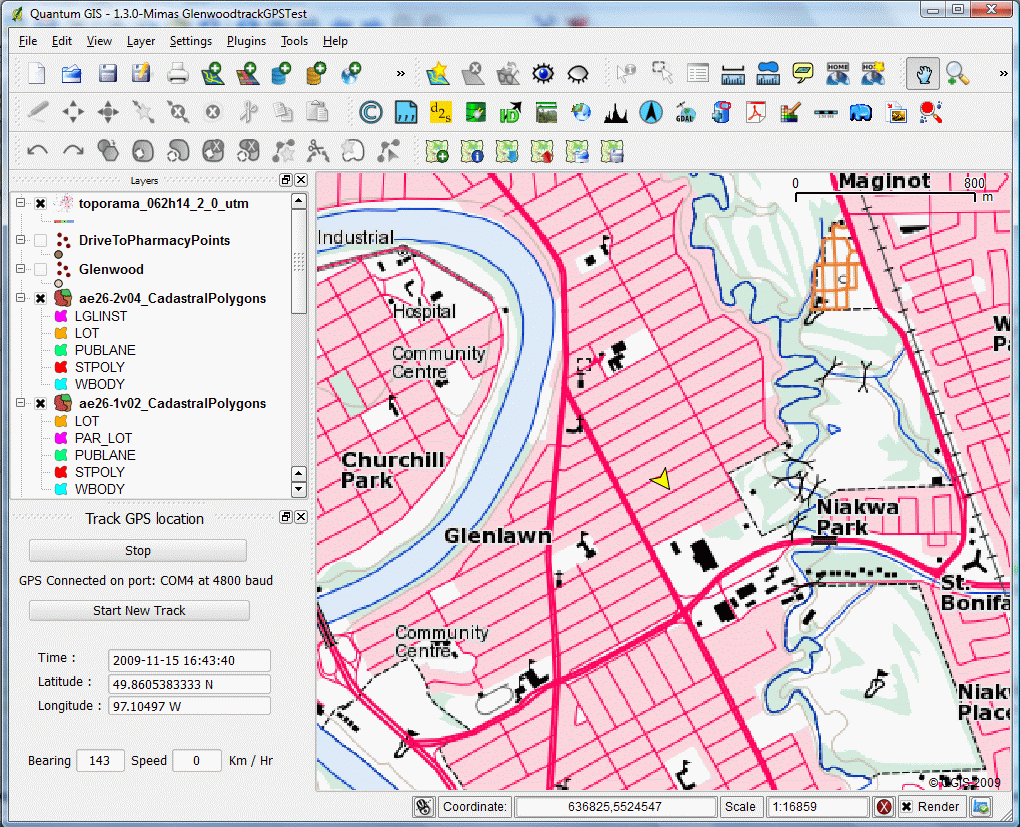 Quantum GIS - 1.3.0-Mimas GlenwoodtrackGPSTest
File Edit View Layer Settings Plugins Tools Help
»
HOME
HOME
»
d2s
GDAL
Layers
toporama_062h14_2_0_utm
DriveToPharmacyPoints
Glenwood
ae26-2v04_CadastralPolygons
LGLINST
LOT
PUBLANE
STPOLY
WBODY
ae26-1v02_CadastralPolygons
LOT
PAR_LOT
PUBLANE
STPOLY
WBODY
Track GPS location
Stop
GPS Connected on port: COM4 at 4800 baud
Start New Track
Time : 2009-11-15 16:43:40
Latitude : 49.8605383333 N
Longitude : 97.10497 W
Bearing 143 Speed 0 Km / Hr
Maginot
0 800 m
Industrial
C
Hospital
W
P
Community
Centre
Churchill
Park
Glenlawn
Niakwa
Park
St.
Bonifa
Community
Centre
Niakw
Place
© QGIS 2009
Coordinate: 636825,5524547 Scale 1:16859 Render